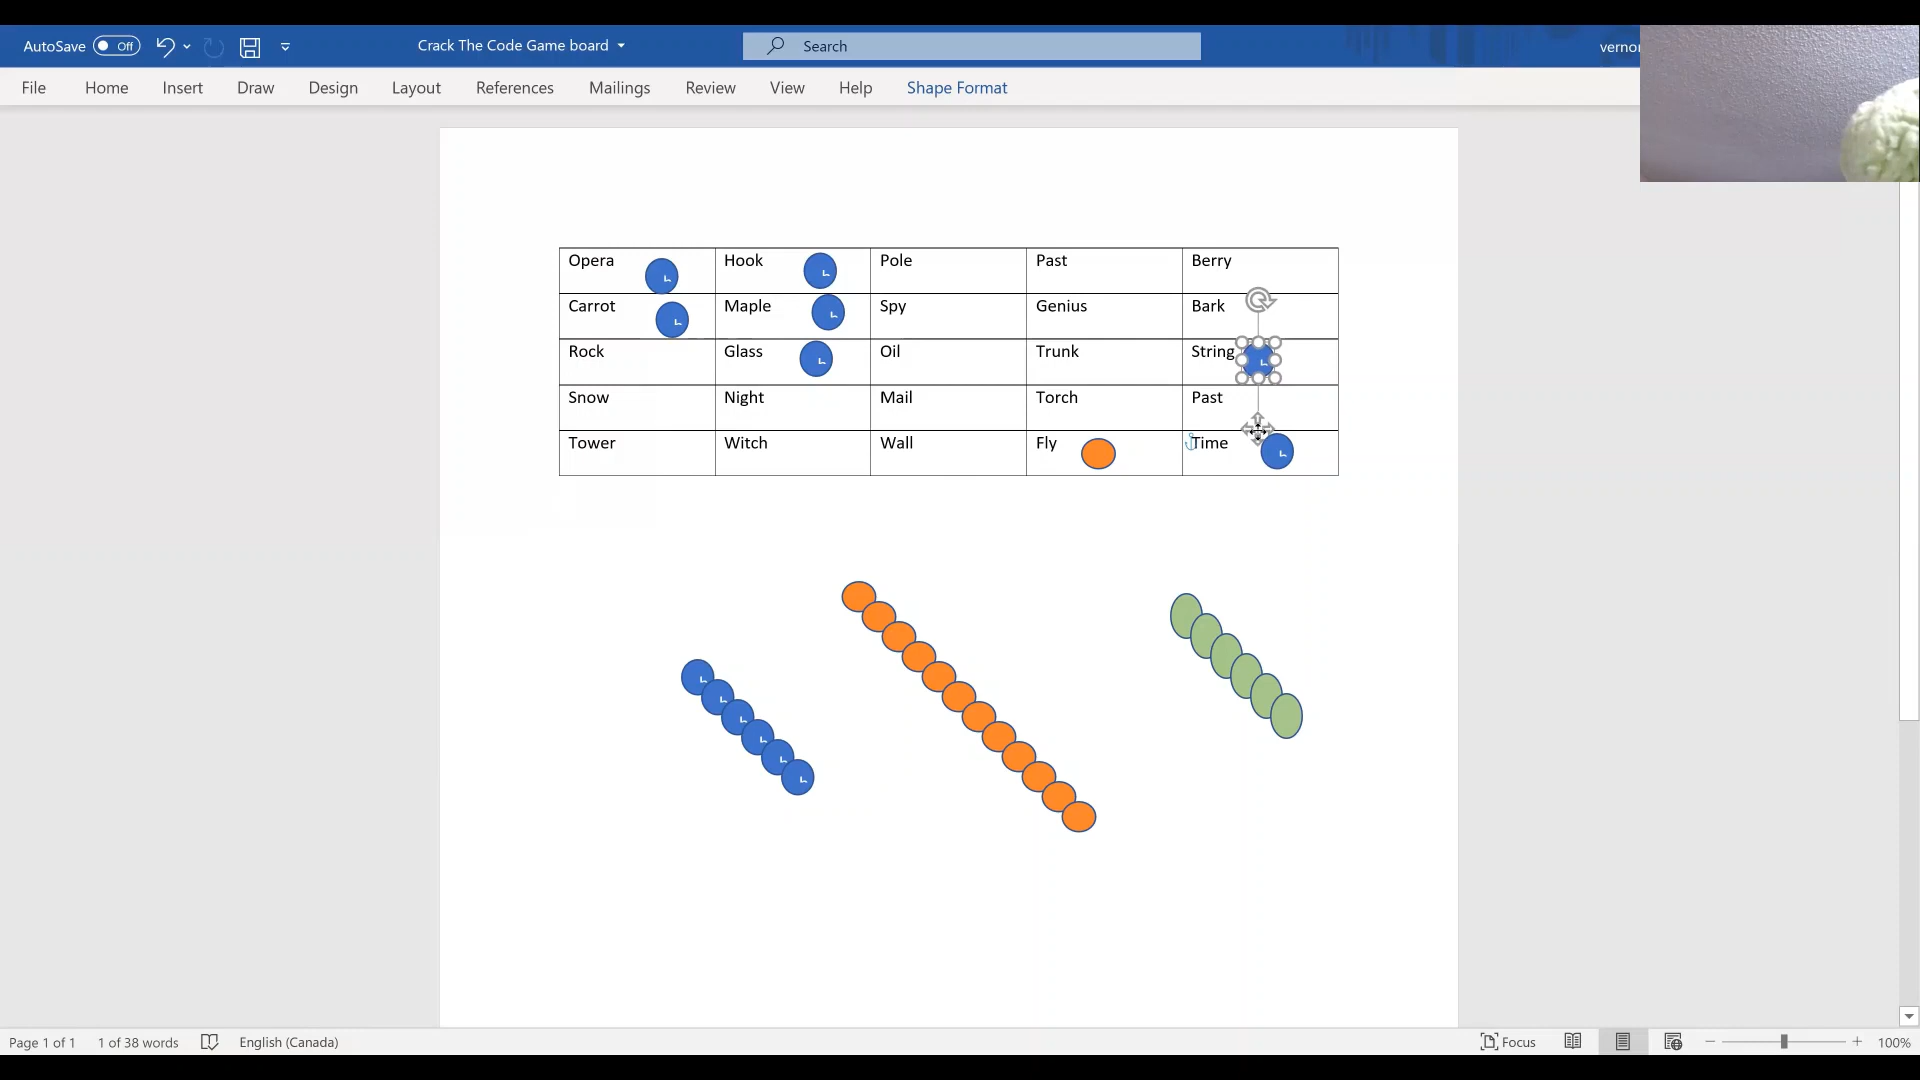 AutoSave Off Crack The Code Game board Search vernon
File Home Insert Draw Design Layout References Mailings Review View Help Shape Format
Opera Hook Pole Past Berry
Carrot Maple Spy Genius Bark
Rock Glass Oil Trunk String
Snow Night Mail Torch Past
Tower Witch Wall Fly Time
Page 1 of 1 1 of 38 words English (Canada) Focus 100%